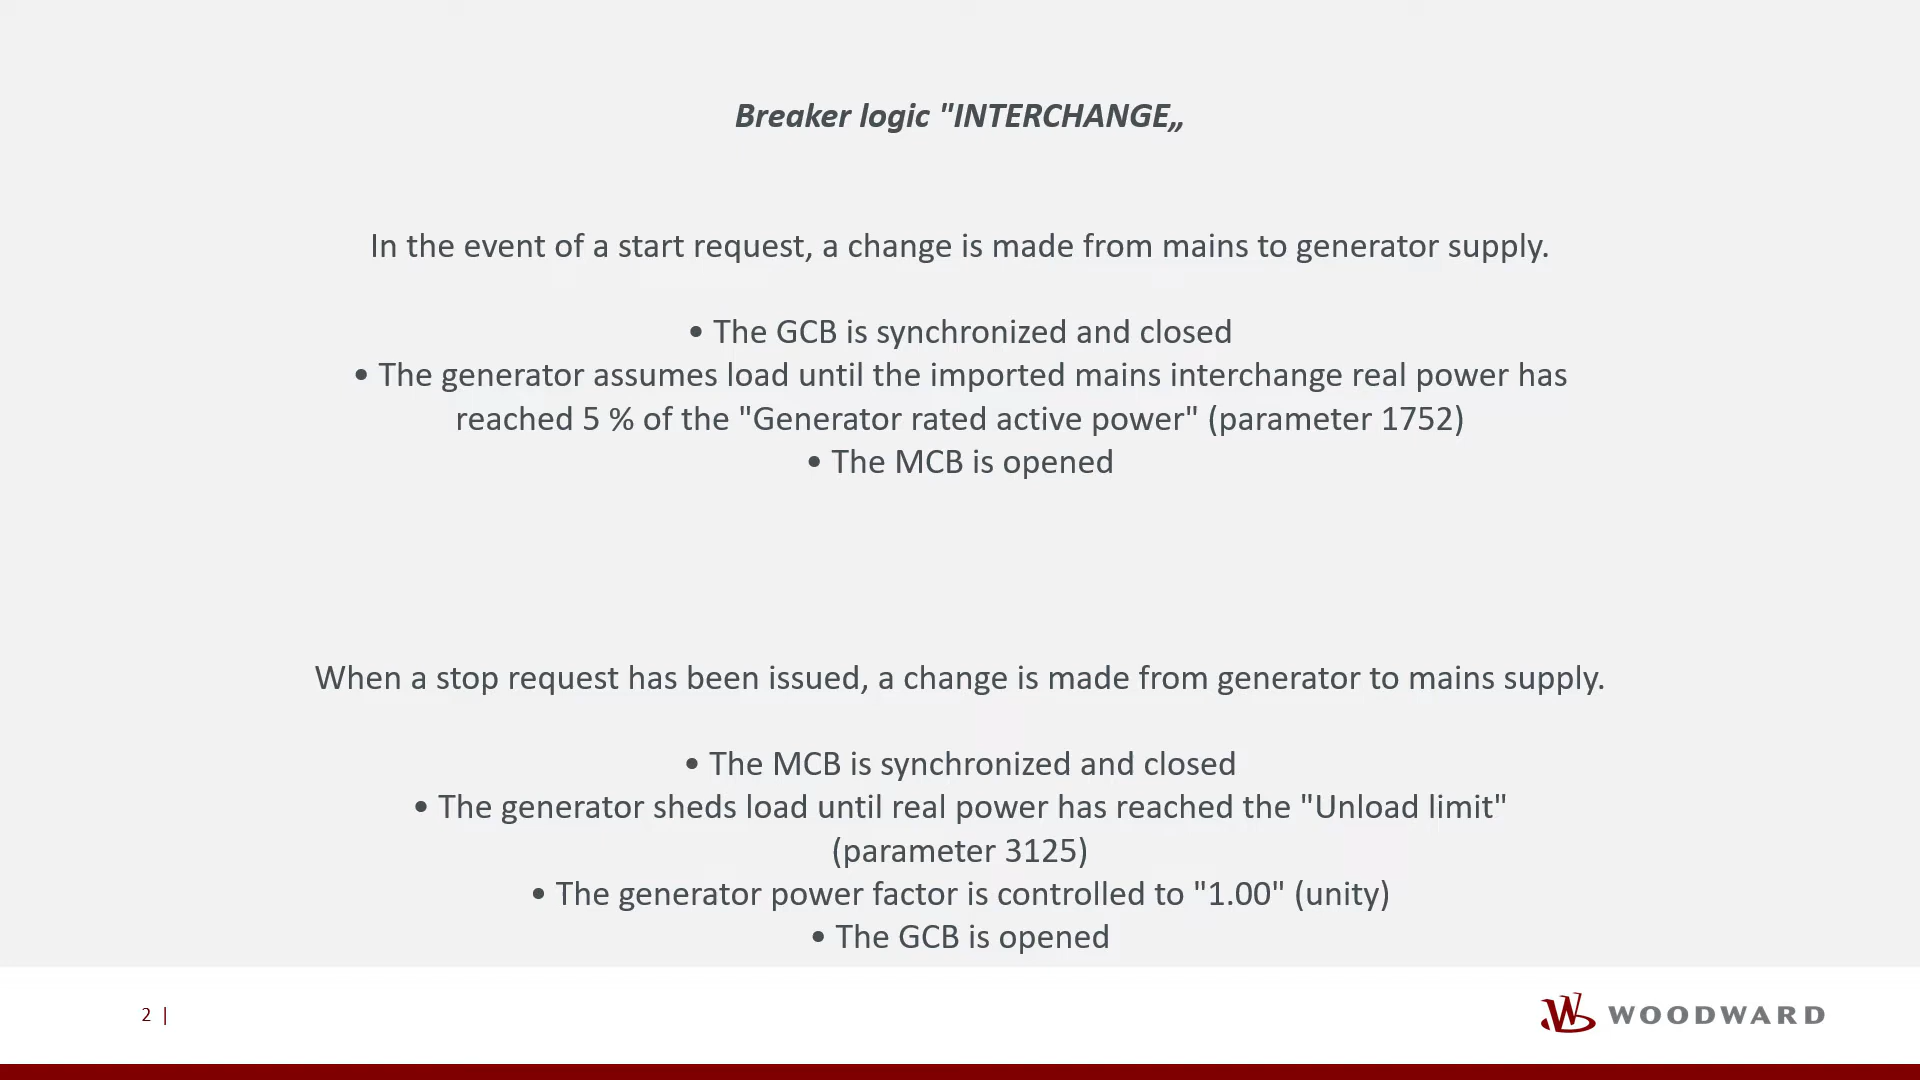 Breaker logic "INTERCHANGE„
In the event of a start request, a change is made from mains to generator supply.
• The GCB is synchronized and closed
• The generator assumes load until the imported mains interchange real power has
reached 5 % of the "Generator rated active power" (parameter 1752)
• The MCB is opened
When a stop request has been issued, a change is made from generator to mains supply.
• The MCB is synchronized and closed
• The generator sheds load until real power has reached the "Unload limit"
(parameter 3125)
• The generator power factor is controlled to "1.00" (unity)
• The GCB is opened
2 |
WOODWARD